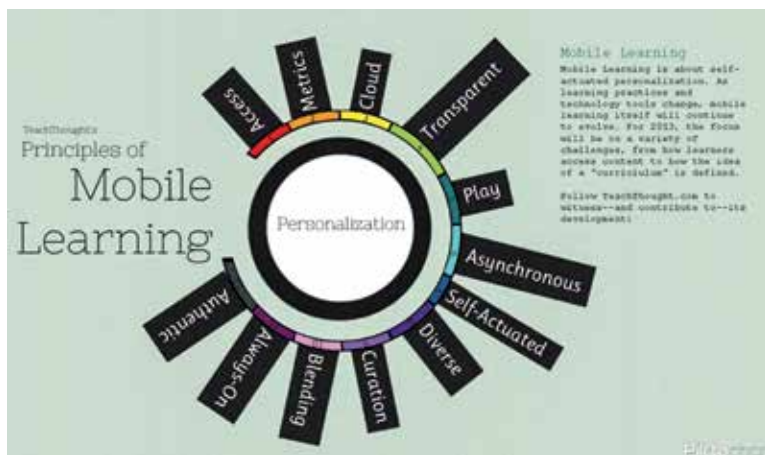 TeachThought's
Principles of
Mobile
Learning
Personalization
Access
Metrics
Cloud
Transparent
Play
Asynchronous
Self-Actuated
Diverse
Curation
Blending
Always-On
Authentic
Mobile Learning
Mobile Learning is about self-
actuated personalization. As
learning practices and
technology tools change, mobile
learning itself will continue
to evolve. For 2013, the focus
will be on a variety of
challenges, from how learners
access content to how the idea
of a "curriculum" is defined.
Follow TeachThought.com to
witness--and contribute to--its
development!